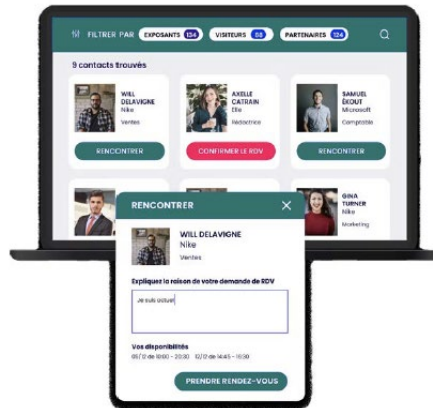 FILTRER PAR EXPOSANTS 134 VISITEURS 98 PARTENAIRES 124
9 contacts trouvés
WILL
DELAVIGNE
Nike
Ventes
RENCONTRER
AXELLE
CATRAIN
Elle
Rédactrice
CONFIRMER LE RDV
SAMUEL
EKOUT
Microsoft
Comptable
RENCONTRER
GINA
TURNER
Nike
Marketing
RENCONTRER
WILL DELAVIGNE
Nike
Ventes
Expliquez la raison de votre demande de RDV
Je suis actuel
Vos disponibilités
PRENDRE RENDEZ-VOUS